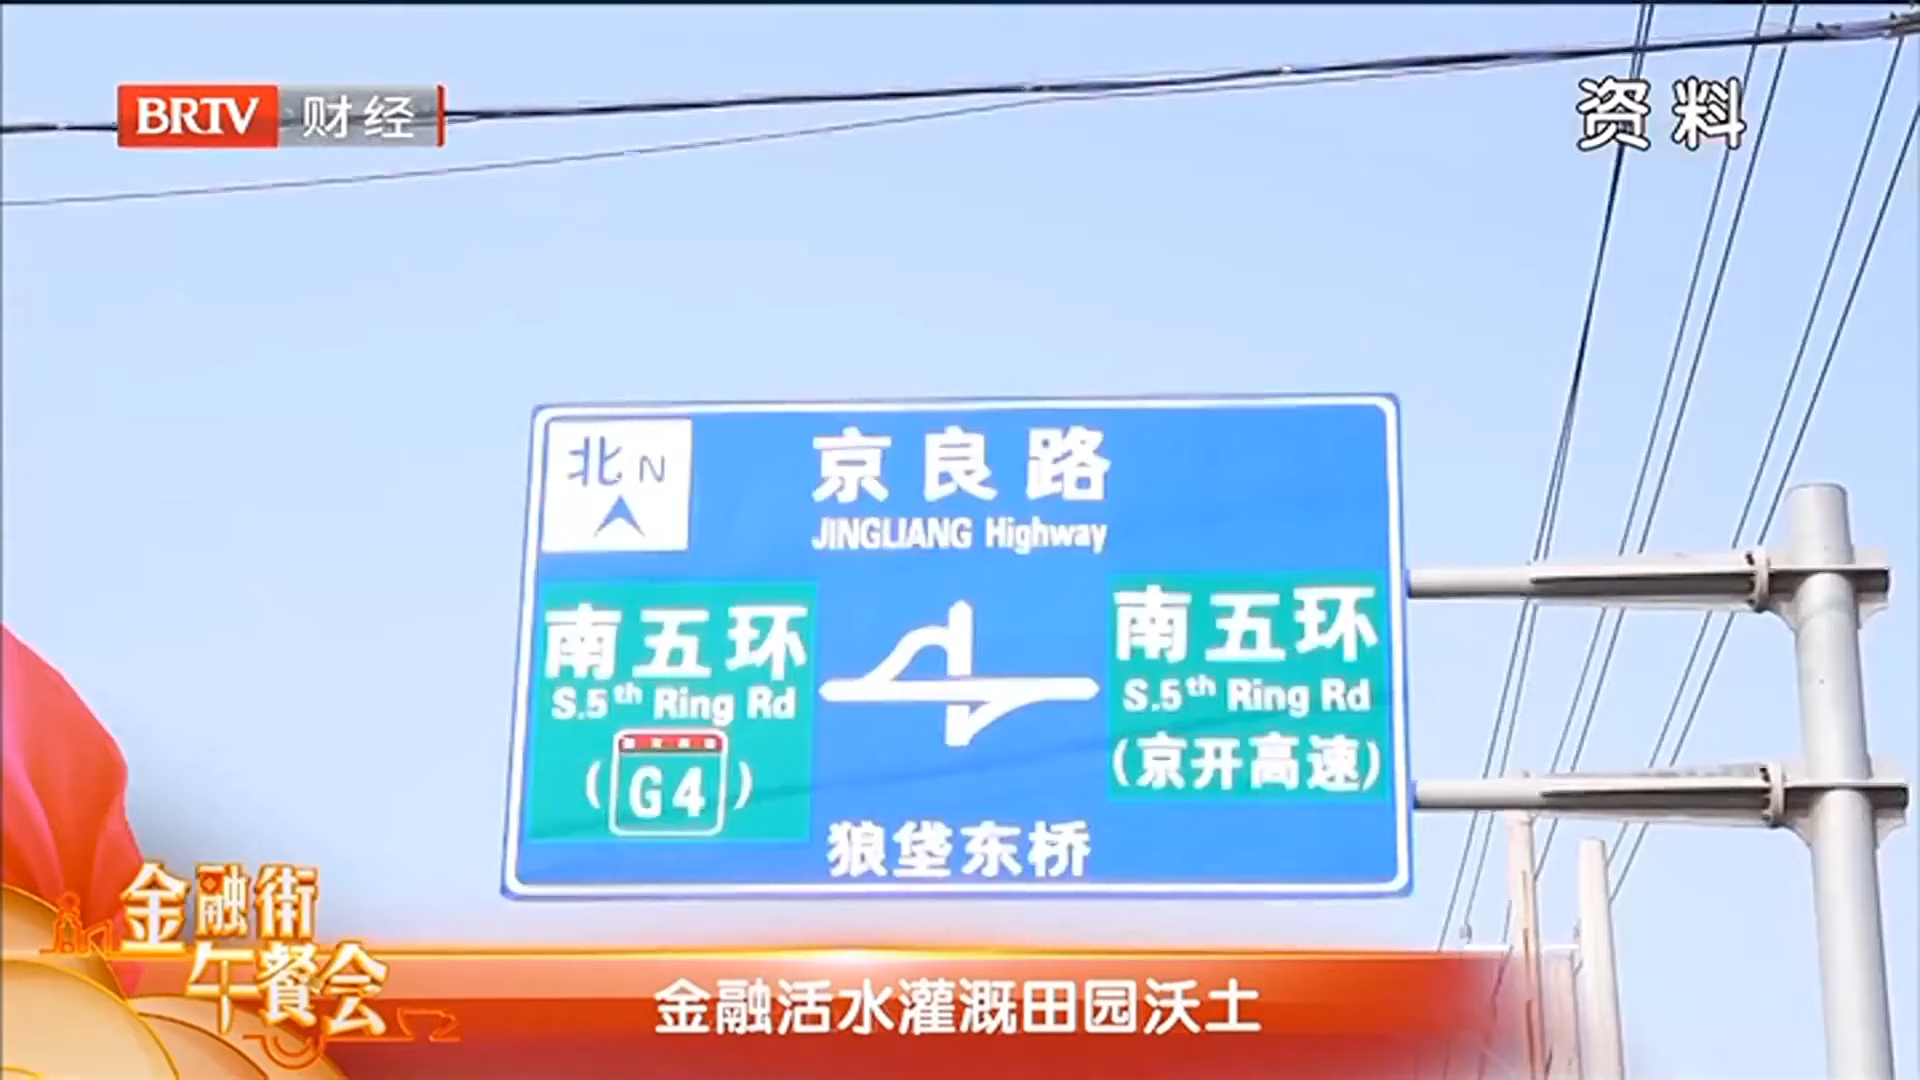 BRTV 财经
资料
北 N
京良路
JINGLIANG Highway
南五环
S.5th Ring Rd
(G4)
南五环
S.5th Ring Rd
(京开高速)
狼垡东桥
金融街
午餐会
金融活水灌溉田园沃土